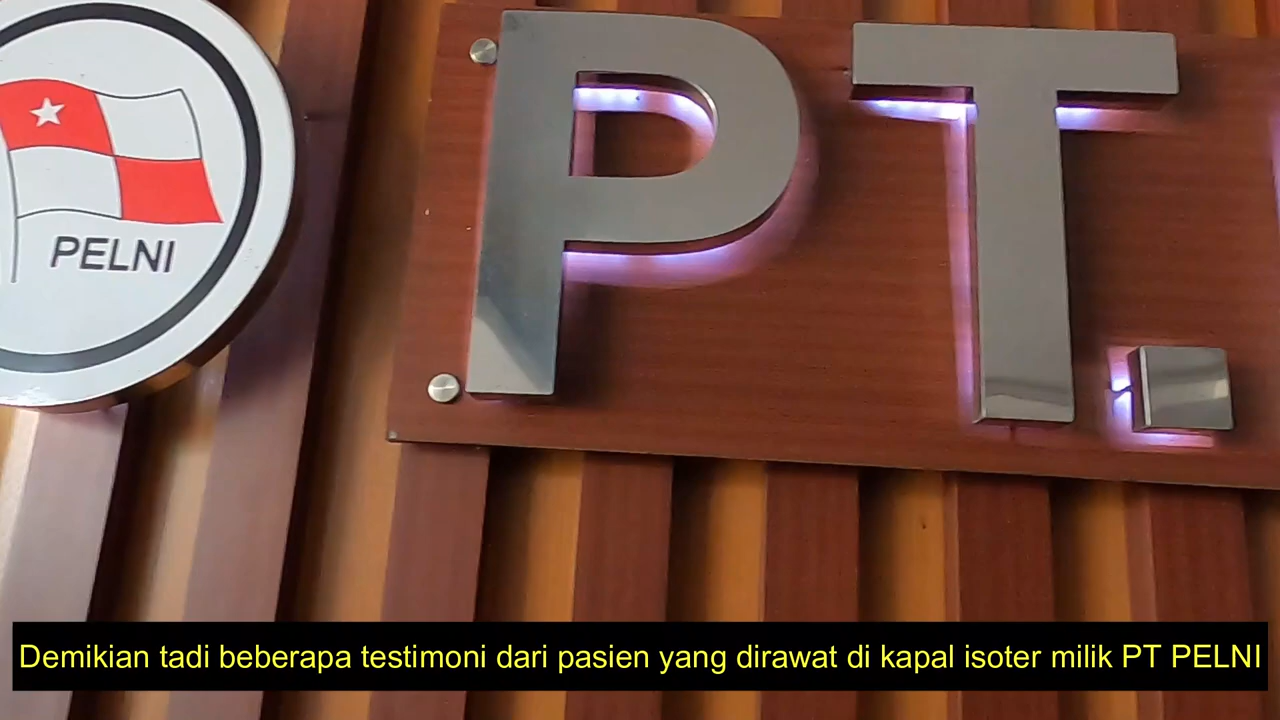 PELNI
PT.
Demikian tadi beberapa testimoni dari pasien yang dirawat di kapal isoter milik PT PELNI